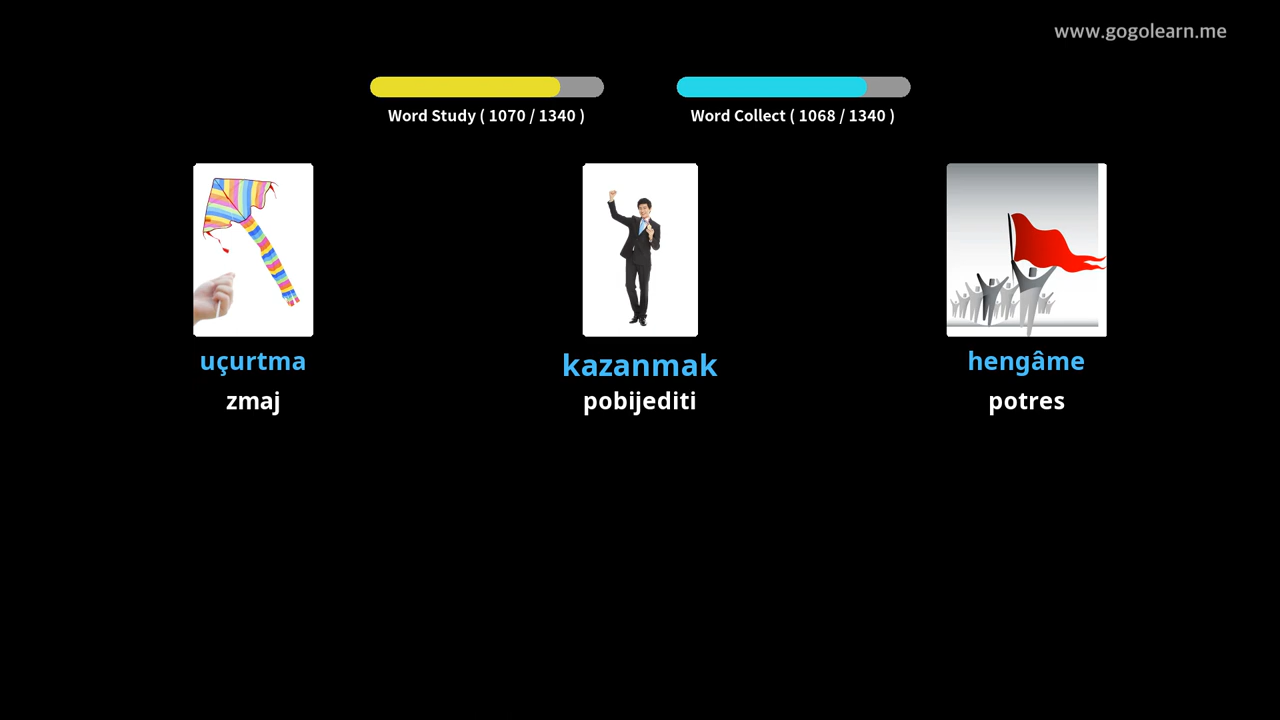 www.gogolearn.me
Word Study ( 1070 / 1340 )
Word Collect ( 1068 / 1340 )
uçurtma
zmaj
kazanmak
pobijediti
hengâme
potres